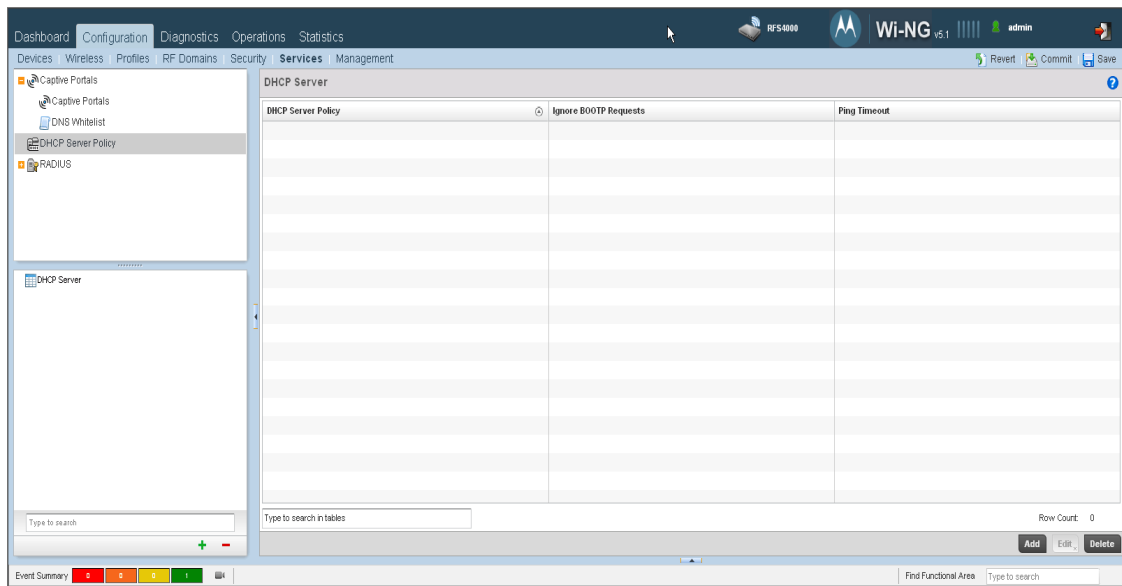 Dashboard Configuration Diagnostics Operations Statistics RFS4000 Wi-NG v5.1 admin
Devices Wireless Profiles RF Domains Security Services Management Revert Commit Save
Captive Portals
Captive Portals
DNS Whitelist
DHCP Server Policy
RADIUS
DHCP Server
DHCP Server
DHCP Server Policy Ignore BOOTP Requests Ping Timeout
Type to search
Type to search in tables Row Count: 0
Add Edit Delete
Event Summary 0 0 0 1 Find Functional Area Type to search